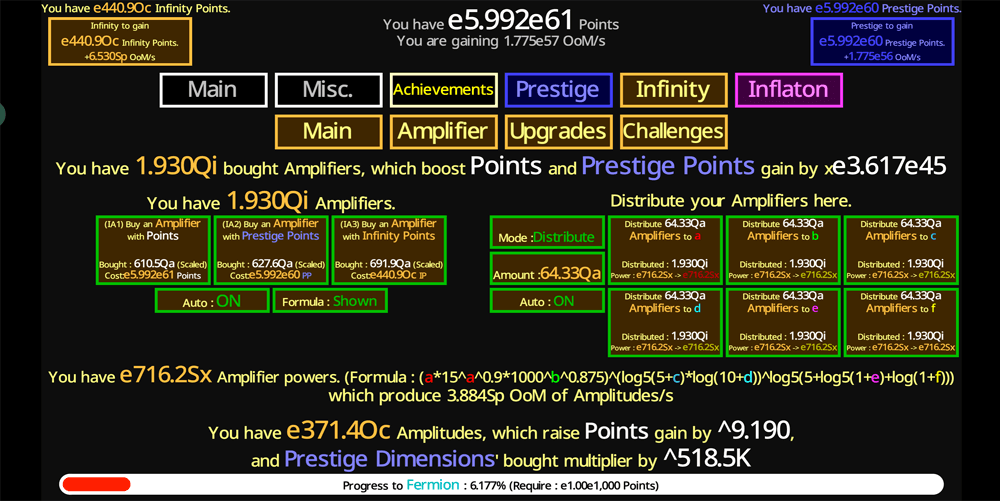 You have e440.9Oc Infinity Points.
Infinity to gain
e440.9Oc Infinity Points.
+6.530Sp OoM/s
You have e5.992e61 Points
You are gaining 1.775e57 OoM/s
You have e5.992e60 Prestige Points.
Prestige to gain
e5.992e60 Prestige Points.
+1.775e56 OoM/s
Main Misc. Achievements Prestige Infinity Inflaton
Main Amplifier Upgrades Challenges
You have 1.930Qi bought Amplifiers, which boost Points and Prestige Points gain by xe3.617e45
You have 1.930Qi Amplifiers.
(IA1) Buy an Amplifier
with Points
Bought : 610.5Qa (Scaled)
Cost:e5.992e61 Points
(IA2) Buy an Amplifier
with Prestige Points
Bought : 627.6Qa (Scaled)
Cost:e5.992e60 PP
(IA3) Buy an Amplifier
with Infinity Points
Bought : 691.9Qa (Scaled)
Cost:e440.9Oc IP
Auto : ON
Formula : Shown
Distribute your Amplifiers here.
Mode :Distribute
Amount :64.33Qa
Auto : ON
Distribute 64.33Qa
Amplifiers to a
Distributed : 1.930Qi
Power : e716.2Sx -> e716.2Sx
Distribute 64.33Qa
Amplifiers to b
Distributed : 1.930Qi
Power : e716.2Sx -> e716.2Sx
Distribute 64.33Qa
Amplifiers to c
Distributed : 1.930Qi
Power : e716.2Sx -> e716.2Sx
Distribute 64.33Qa
Amplifiers to d
Distributed : 1.930Qi
Power : e716.2Sx -> e716.2Sx
Distribute 64.33Qa
Amplifiers to e
Distributed : 1.930Qi
Power : e716.2Sx -> e716.2Sx
Distribute 64.33Qa
Amplifiers to f
Distributed : 1.930Qi
Power : e716.2Sx -> e716.2Sx
You have e716.2Sx Amplifier powers. (Formula : (a*15^a^0.9*1000^b^0.875)^(log5(5+c)*log(10+d))^log5(5+log5(1+e)+log(1+f)))
which produce 3.884Sp OoM of Amplitudes/s
You have e371.4Oc Amplitudes, which raise Points gain by ^9.190,
and Prestige Dimensions' bought multiplier by ^518.5K
Progress to Fermion : 6.177% (Require : e1.00e1,000 Points)